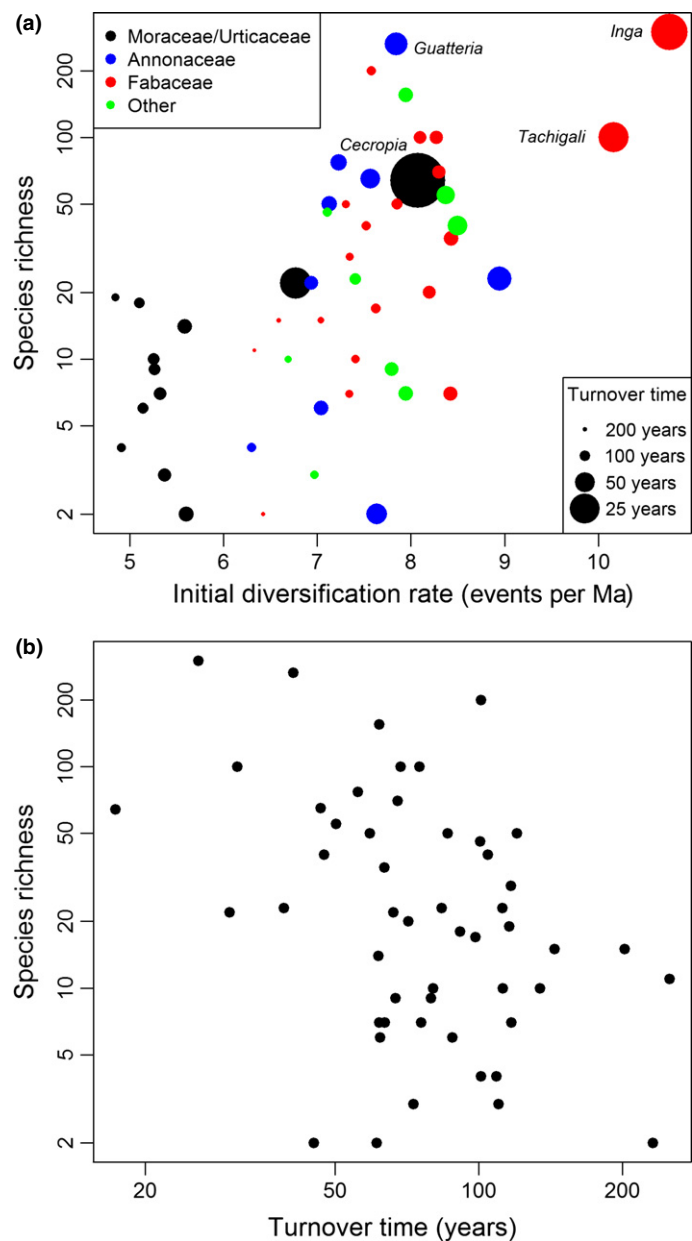 (a)
Moraceae/Urticaceae
Annonaceae
Fabaceae
Other
Guatteria
Inga
Cecropia
Tachigali
Species richness
200
100
50
20
10
5
2
Turnover time
200 years
100 years
50 years
25 years
5 6 7 8 9 10
Initial diversification rate (events per Ma)
(b)
Species richness
200
100
50
20
10
5
2
20 50 100 200
Turnover time (years)